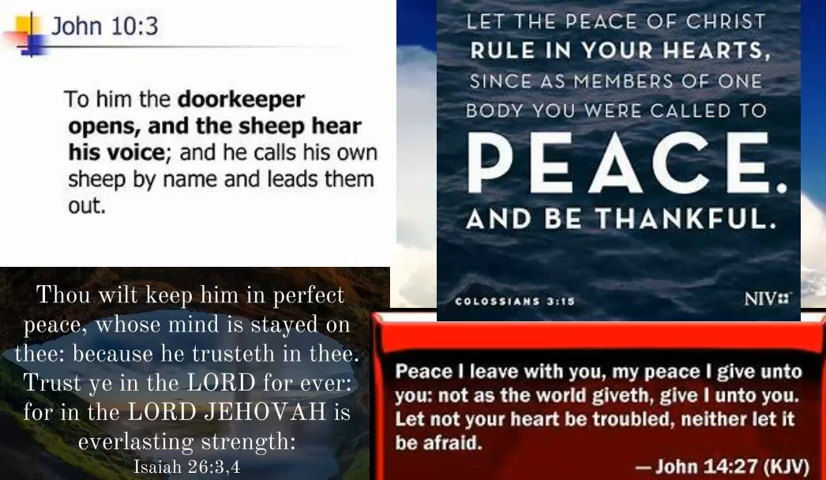 John 10:3
To him the doorkeeper
opens, and the sheep hear
his voice; and he calls his own
sheep by name and leads them
out.
LET THE PEACE OF CHRIST
RULE IN YOUR HEARTS,
SINCE AS MEMBERS OF ONE
BODY YOU WERE CALLED TO
PEACE.
AND BE THANKFUL.
COLOSSIANS 3:15
NIV
Thou wilt keep him in perfect
peace, whose mind is stayed on
thee: because he trusteth in thee.
Trust ye in the LORD for ever:
for in the LORD JEHOVAH is
everlasting strength:
Isaiah 26:3,4
Peace I leave with you, my peace I give unto
you: not as the world giveth, give I unto you.
Let not your heart be troubled, neither let it
be afraid.
— John 14:27 (KJV)